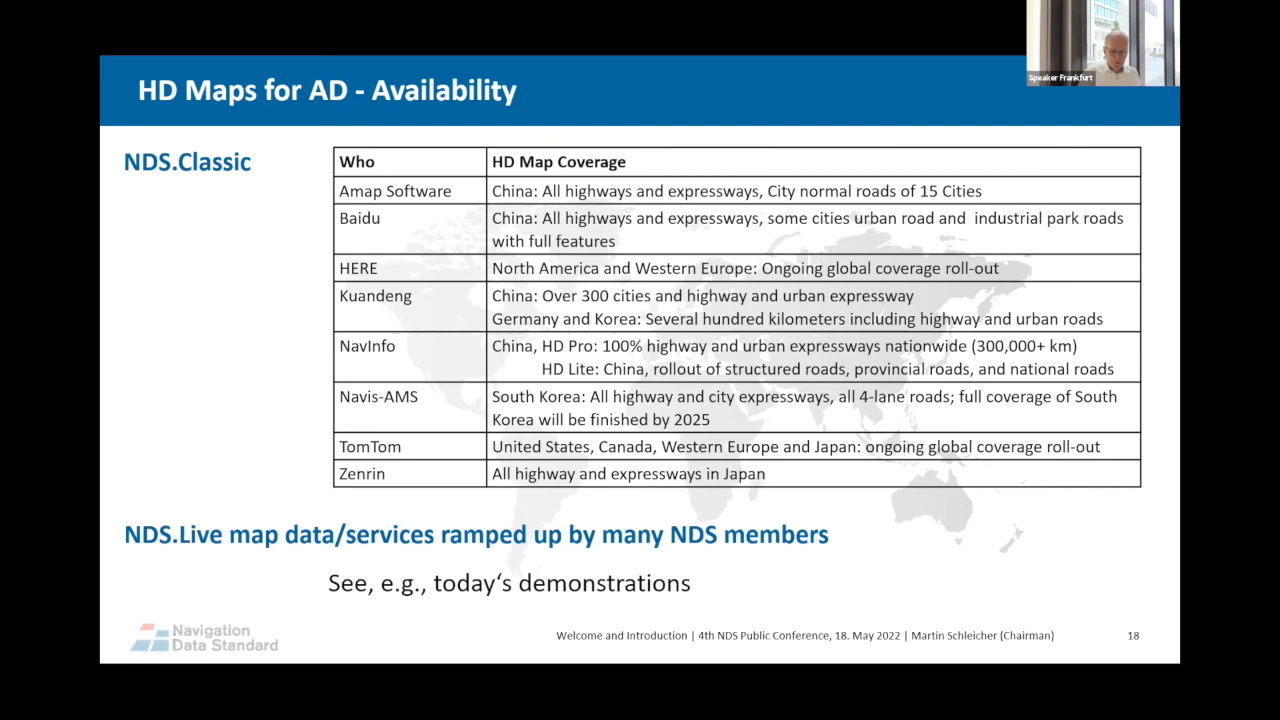 Speaker Frankfurt
HD Maps for AD - Availability
NDS.Classic
Who HD Map Coverage
Amap Software China: All highways and expressways, City normal roads of 15 Cities
Baidu China: All highways and expressways, some cities urban road and industrial park roads
with full features
HERE North America and Western Europe: Ongoing global coverage roll-out
Kuandeng China: Over 300 cities and highway and urban expressway
Germany and Korea: Several hundred kilometers including highway and urban roads
NavInfo China, HD Pro: 100% highway and urban expressways nationwide (300,000+ km)
HD Lite: China, rollout of structured roads, provincial roads, and national roads
Navis-AMS South Korea: All highway and city expressways, all 4-lane roads; full coverage of South
Korea will be finished by 2025
TomTom United States, Canada, Western Europe and Japan: ongoing global coverage roll-out
Zenrin All highway and expressways in Japan
NDS.Live map data/services ramped up by many NDS members
See, e.g., today‘s demonstrations
Navigation
Data Standard
Welcome and Introduction | 4th NDS Public Conference, 18. May 2022 | Martin Schleicher (Chairman) 18